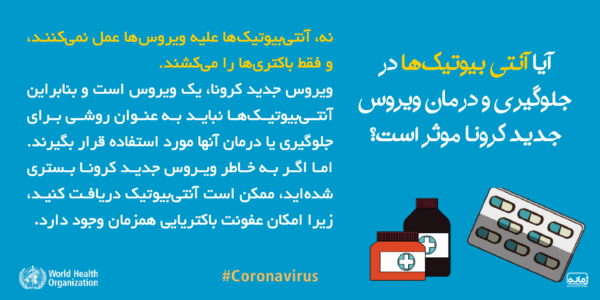 آیا آنتی بیوتیک‌ها در
جلوگیری و درمان ویروس
جدید کرونا موثر است؟
نه، آنتی‌بیوتیک‌ها علیه ویروس‌ها عمل نمی‌کنند،
و فقط باکتری‌ها را می‌کشند.
ویروس جدید کرونا، یک ویروس است و بنابراین
آنتی‌بیوتیک‌ها نباید به عنوان روشی برای
جلوگیری یا درمان آنها مورد استفاده قرار بگیرند.
اما اگر به خاطر ویروس جدید کرونا بستری
شده‌اید، ممکن است آنتی‌بیوتیک دریافت کنید،
زیرا امکان عفونت باکتریایی همزمان وجود دارد.
World Health
Organization
#Coronavirus
زمانه